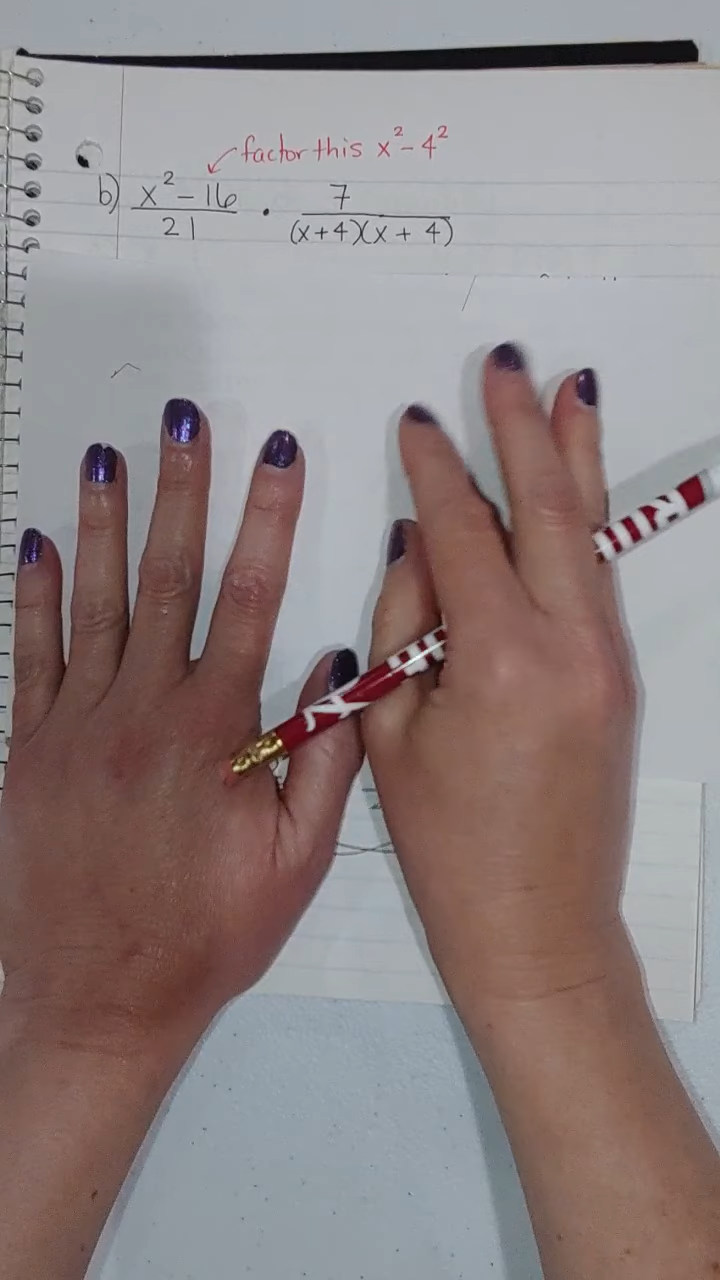 factor this x² - 4²
b) x² - 16 / 21 · 7 / (x+4)(x + 4)